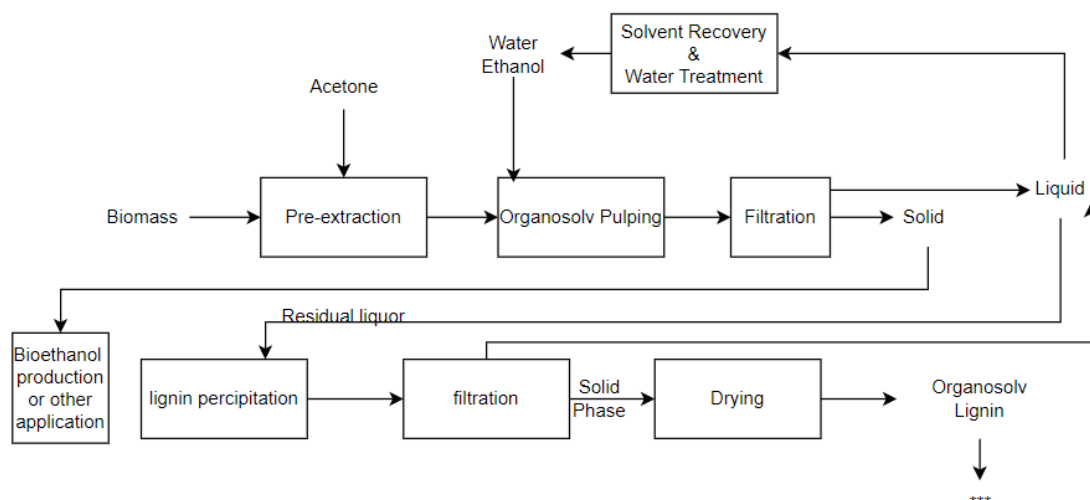 Solvent Recovery
&
Water Treatment
Water
Ethanol
Acetone
Biomass
Pre-extraction
Organosolv Pulping
Filtration
Solid
Liquid
Residual liquor
Bioethanol
production
or other
application
lignin percipitation
filtration
Solid
Phase
Drying
Organosolv
Lignin
***